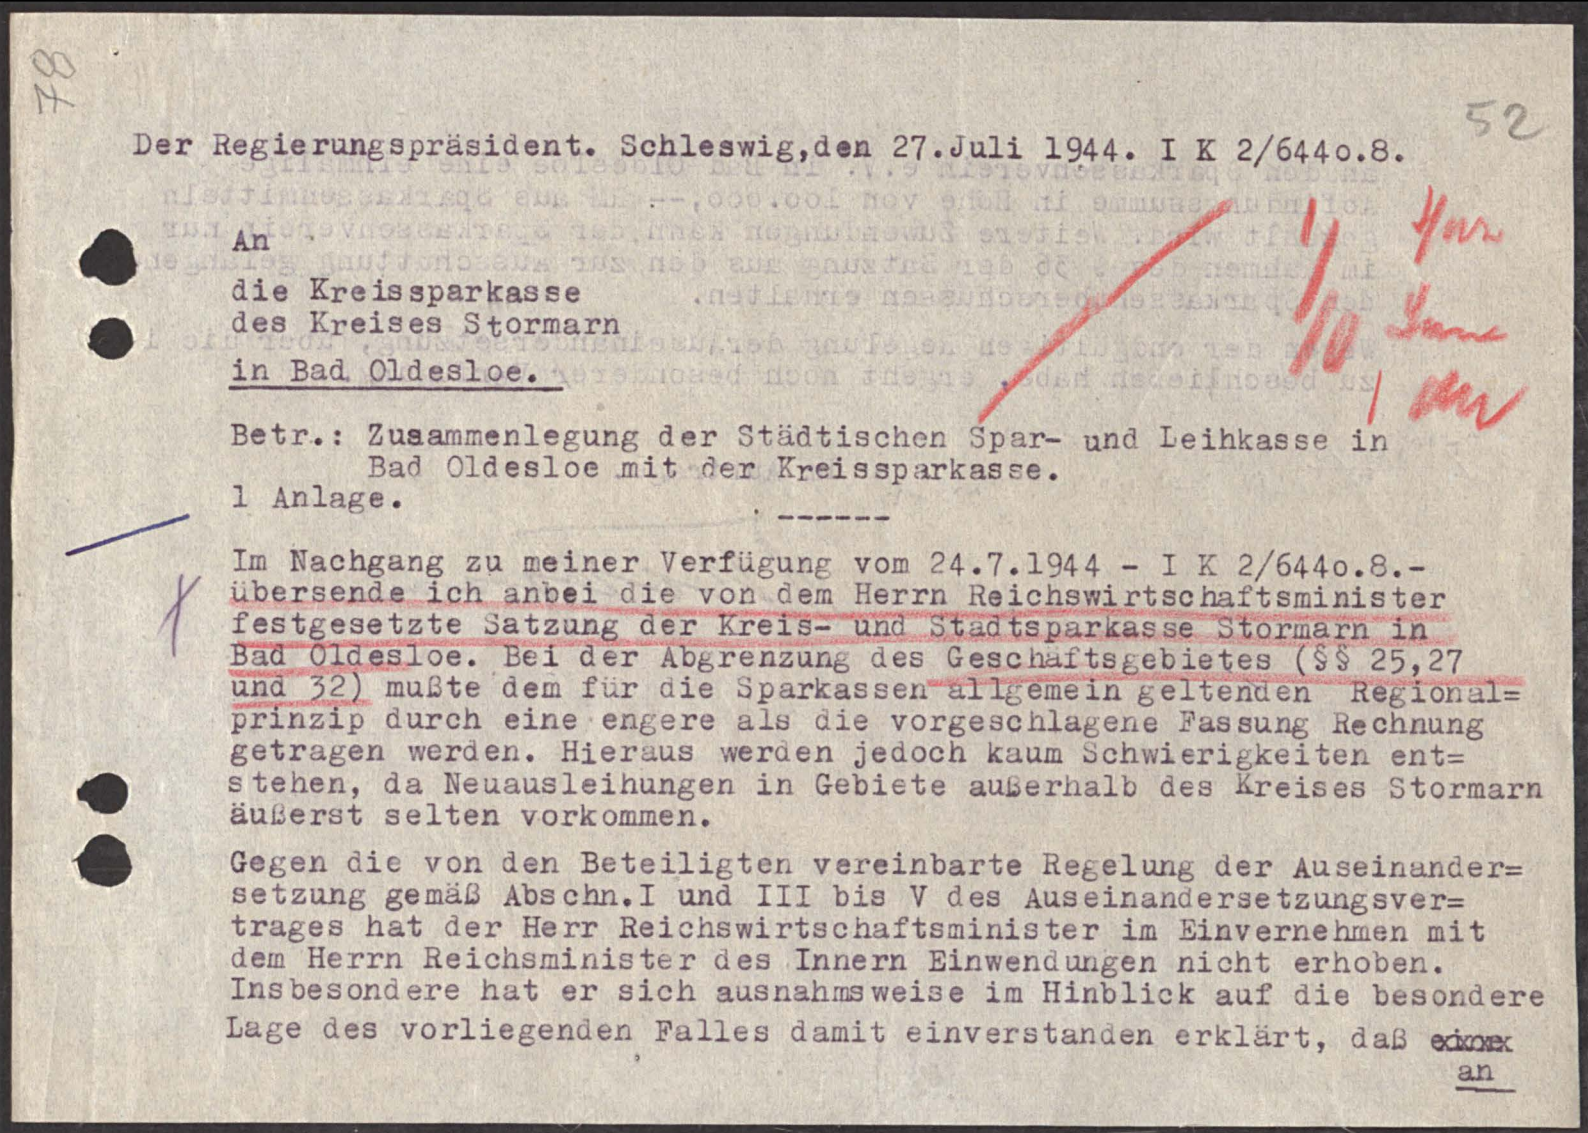 78
52
Der Regierungspräsident. Schleswig,den 27.Juli 1944. I K 2/644o.8.
An
die Kreissparkasse
des Kreises Stormarn
in Bad Oldesloe.
Betr.: Zusammenlegung der Städtischen Spar- und Leihkasse in
Bad Oldesloe mit der Kreissparkasse.
1 Anlage.
------
Im Nachgang zu meiner Verfügung vom 24.7.1944 - I K 2/644o.8.-
übersende ich anbei die von dem Herrn Reichswirtschaftsminister
festgesetzte Satzung der Kreis- und Stadtsparkasse Stormarn in
Bad Oldesloe. Bei der Abgrenzung des Geschäftsgebietes (§§ 25,27
und 32) mußte dem für die Sparkassen allgemein geltenden Regional=
prinzip durch eine engere als die vorgeschlagene Fassung Rechnung
getragen werden. Hieraus werden jedoch kaum Schwierigkeiten ent=
stehen, da Neuausleihungen in Gebiete außerhalb des Kreises Stormarn
äußerst selten vorkommen.
Gegen die von den Beteiligten vereinbarte Regelung der Auseinander=
setzung gemäß Abschn.I und III bis V des Auseinandersetzungsver=
trages hat der Herr Reichswirtschaftsminister im Einvernehmen mit
dem Herrn Reichsminister des Innern Einwendungen nicht erhoben.
Insbesondere hat er sich ausnahmsweise im Hinblick auf die besondere
Lage des vorliegenden Falles damit einverstanden erklärt, daß
an